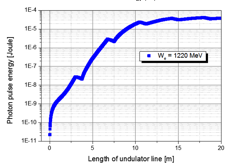 Photon pulse energy [Joule]
1E-4
1E-5
1E-6
1E-7
1E-8
1E-9
1E-10
1E-11
W = 1220 MeV
0 5 10 15 20
Length of undulator line [m]